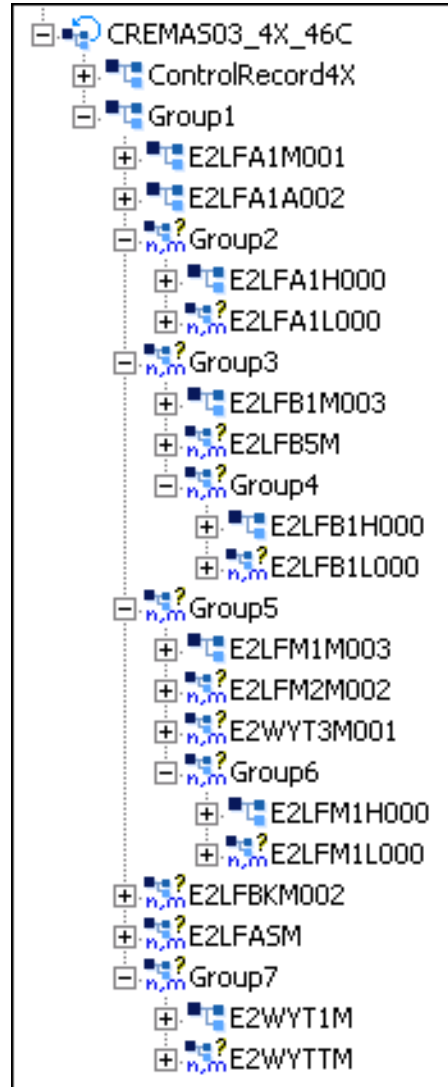 CREMAS03_4X_46C
ControlRecord4X
Group1
E2LFA1M001
E2LFA1A002
? n,m Group2
E2LFA1H000
? n,m E2LFA1L000
? n,m Group3
E2LFB1M003
? n,m E2LFB5M
? n,m Group4
E2LFB1H000
? n,m E2LFB1L000
? n,m Group5
E2LFM1M003
? n,m E2LFM2M002
? n,m E2WYT3M001
? n,m Group6
E2LFM1H000
? n,m E2LFM1L000
? n,m E2LFBKM002
? n,m E2LFASM
? n,m Group7
E2WYT1M
? n,m E2WYTTM